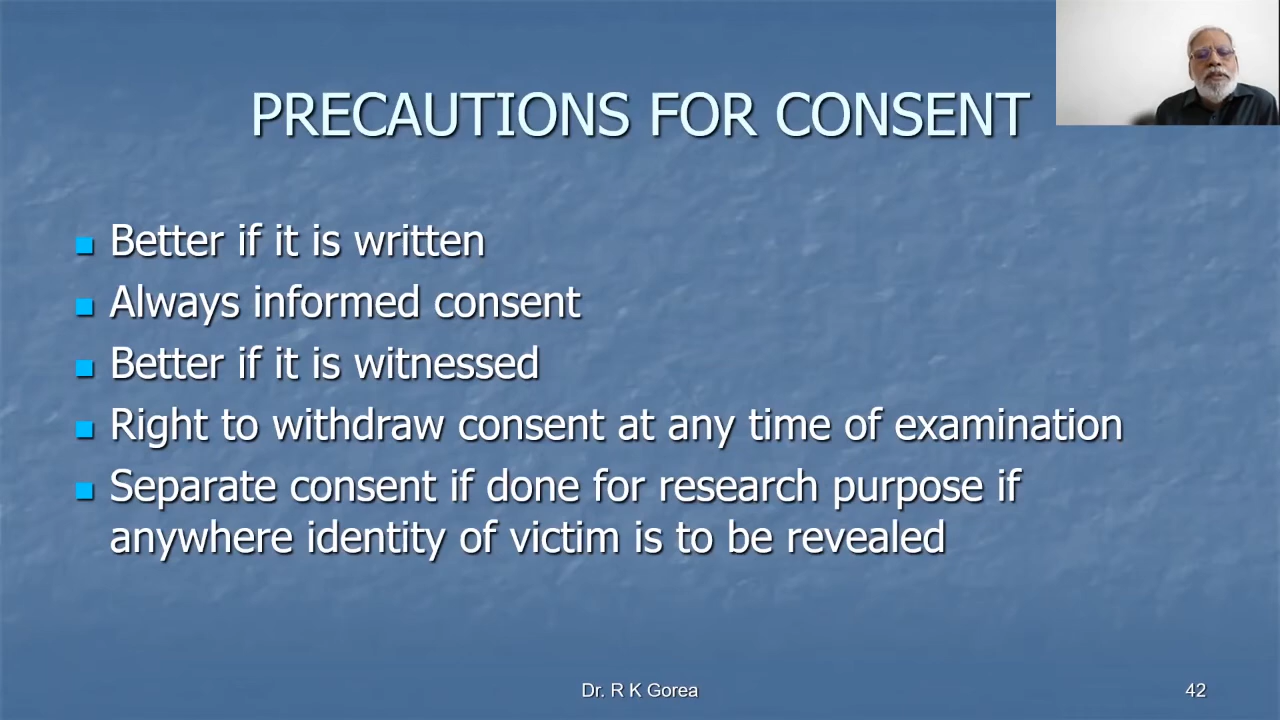 PRECAUTIONS FOR CONSENT
Better if it is written
Always informed consent
Better if it is witnessed
Right to withdraw consent at any time of examination
Separate consent if done for research purpose if
anywhere identity of victim is to be revealed
Dr. R K Gorea
42